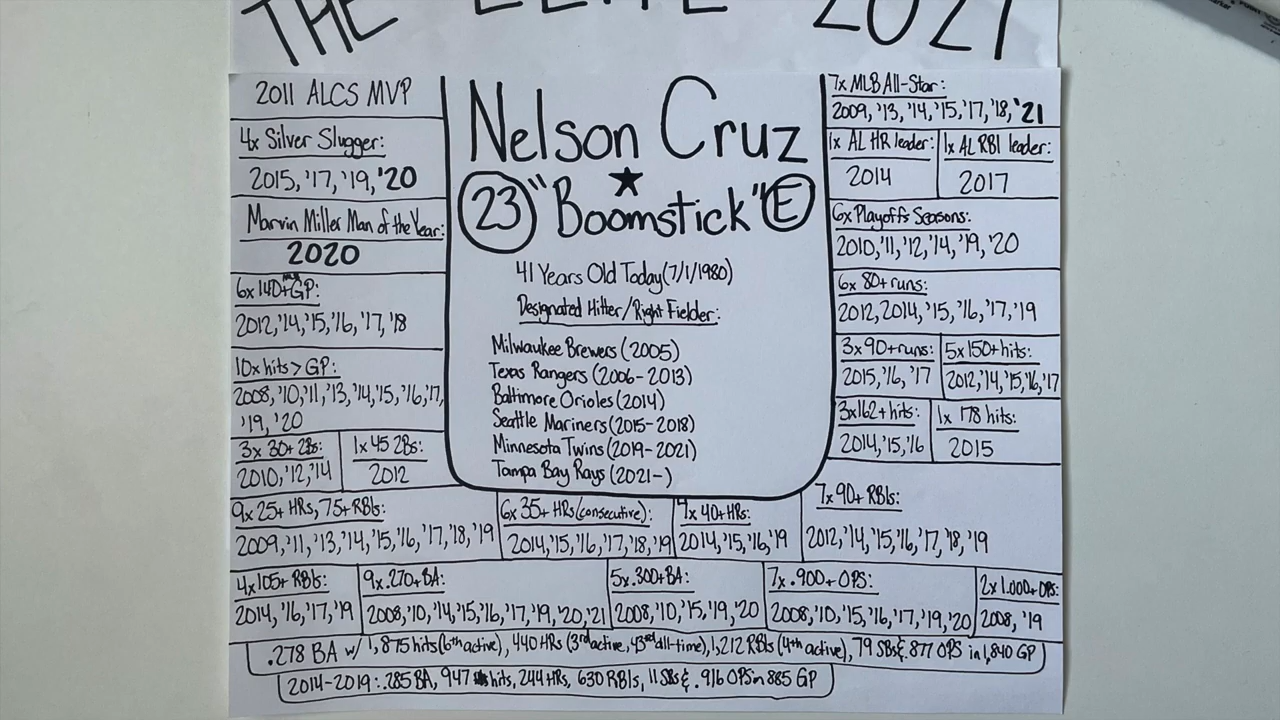 THE ELITE 2021
2011 ALCS MVP
4x Silver Slugger:
2015, '17, '19, '20
Marvin Miller Man of the Year:
2020
6x 140+ GP:
2012, '14, '15, '16, '17, '18
10x hits > GP:
2008, '10, '11, '13, '14, '15, '16, '17,
'19, '20
3x 30+ 2Bs:
2010, '12, '14
1x 45 2Bs:
2012
Nelson Cruz
★
23 "Boomstick" E
41 Years Old Today (7/1/1980)
Designated Hitter/Right Fielder:
Milwaukee Brewers (2005)
Texas Rangers (2006-2013)
Baltimore Orioles (2014)
Seattle Mariners (2015-2018)
Minnesota Twins (2019-2021)
Tampa Bay Rays (2021-)
7x MLB All-Star:
2009, '13, '14, '15, '17, '18, '21
1x AL HR leader:
2014
1x AL RBI leader:
2017
6x Playoffs Seasons:
2010, '11, '12, '14, '19, '20
6x 80+ runs:
2012, 2014, '15, '16, '17, '19
3x 90+ runs:
2015, '16, '17
5x 150+ hits:
2012, '14, '15, '16, '17
3x 162+ hits:
2014, '15, '16
1x 178 hits:
2015
9x 25+ HRs, 75+ RBIs:
2009, '11, '13, '14, '15, '16, '17, '18, '19
6x 35+ HRs (consecutive):
2014, '15, '16, '17, '18, '19
4x 40+ HRs:
2014, '15, '16, '19
7x 90+ RBIs:
2012, '14, '15, '16, '17, '18, '19
4x 105+ RBIs:
2014, '16, '17, '19
9x .270+ BA:
2008, '10, '14, '15, '16, '17, '19, '20, '21
5x .300+ BA:
2008, '10, '15, '19, '20
7x .900+ OPS:
2008, '10, '15, '16, '17, '19, '20
2x 1.000+ OPS:
2008, '19
.278 BA w/ 1,875 hits (6th active), 440 HRs (3rd active, 43rd all-time), 1,212 RBIs (4th active), 79 SBs & .877 OPS in 1,840 GP
2014-2019: .285 BA, 947 hits, 244 HRs, 630 RBIs, 11 SBs & .916 OPS in 885 GP